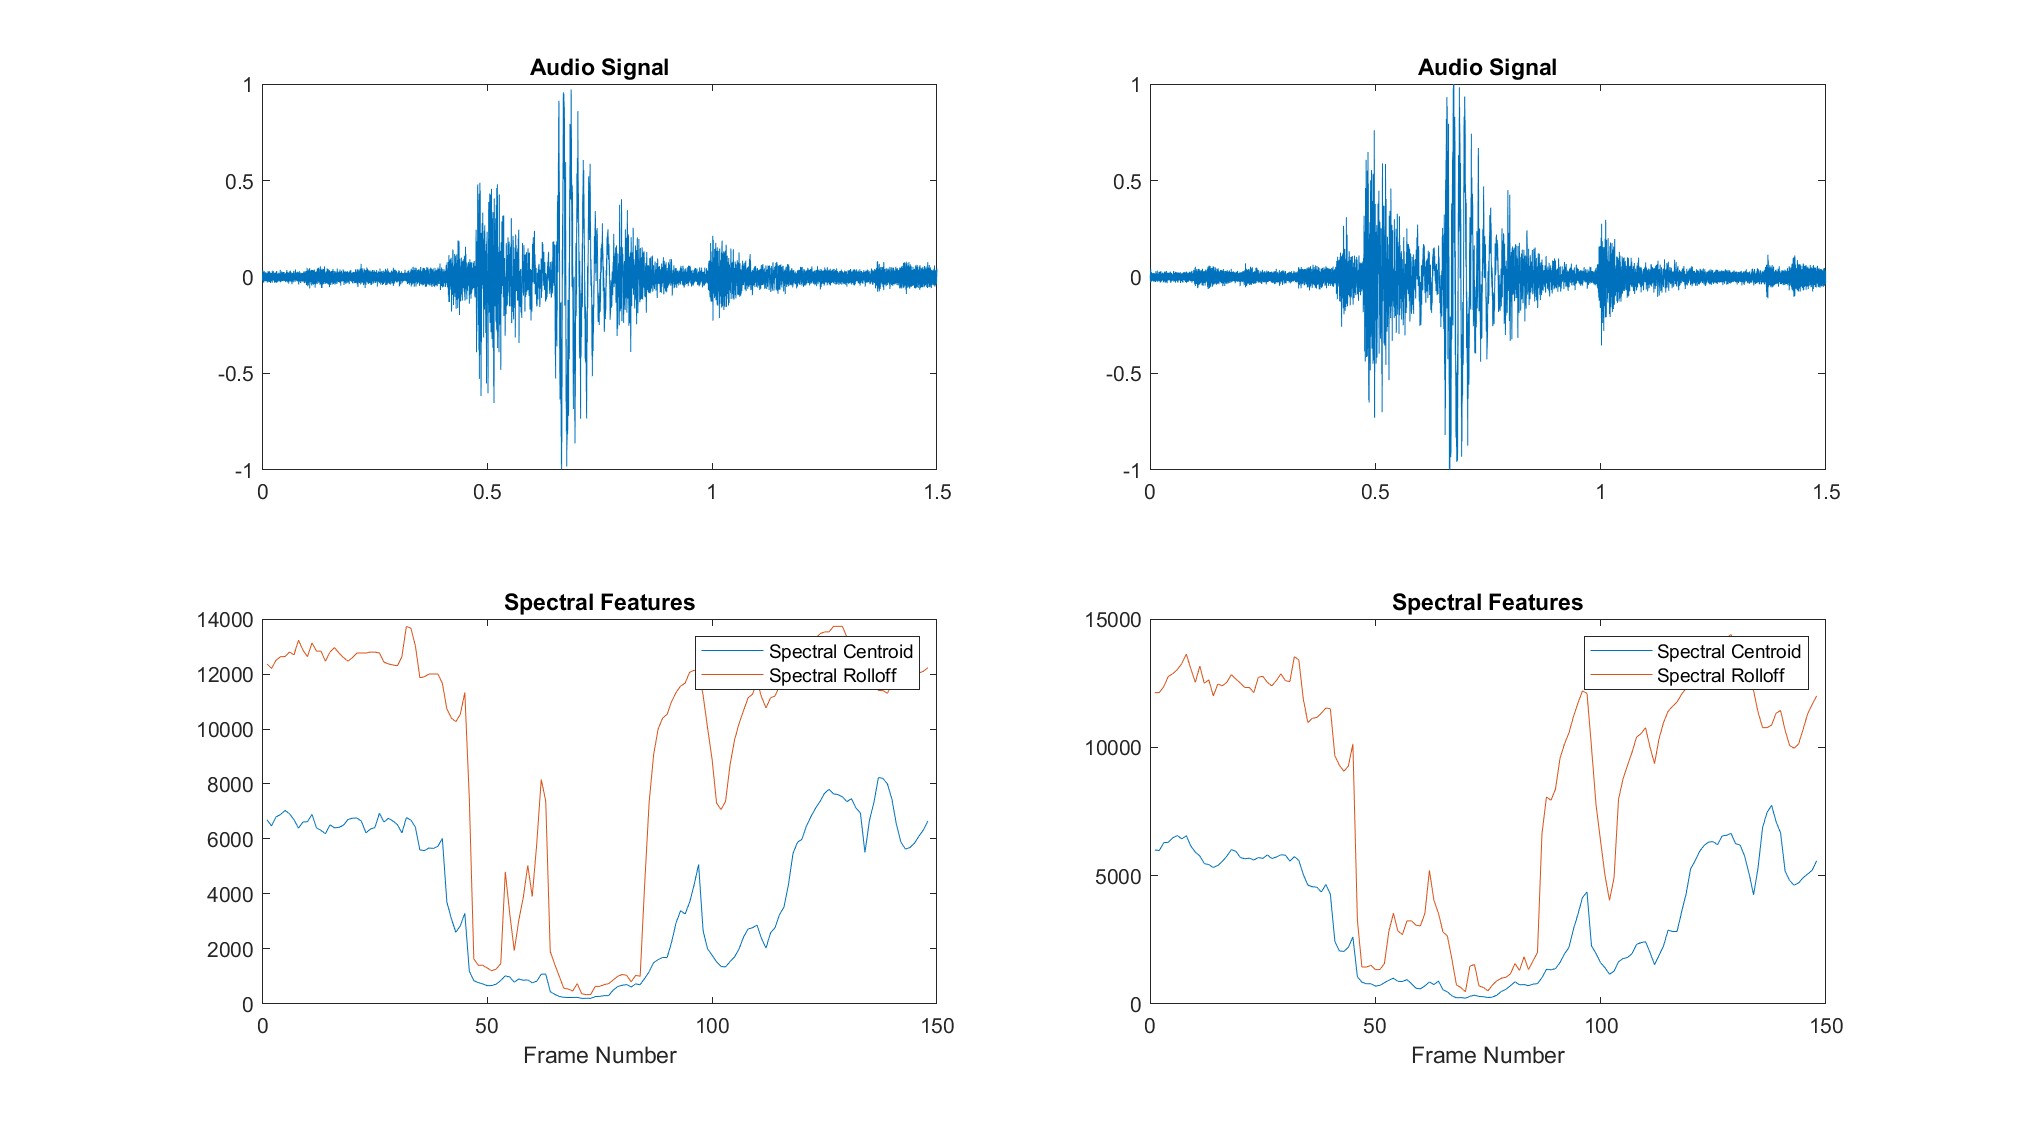 Audio Signal
1
0.5
0
-0.5
-1
0 0.5 1 1.5
Audio Signal
1
0.5
0
-0.5
-1
0 0.5 1 1.5
Spectral Features
14000
12000
10000
8000
6000
4000
2000
0
Spectral Centroid
Spectral Rolloff
0 50 100 150
Frame Number
Spectral Features
15000
10000
5000
0
Spectral Centroid
Spectral Rolloff
0 50 100 150
Frame Number